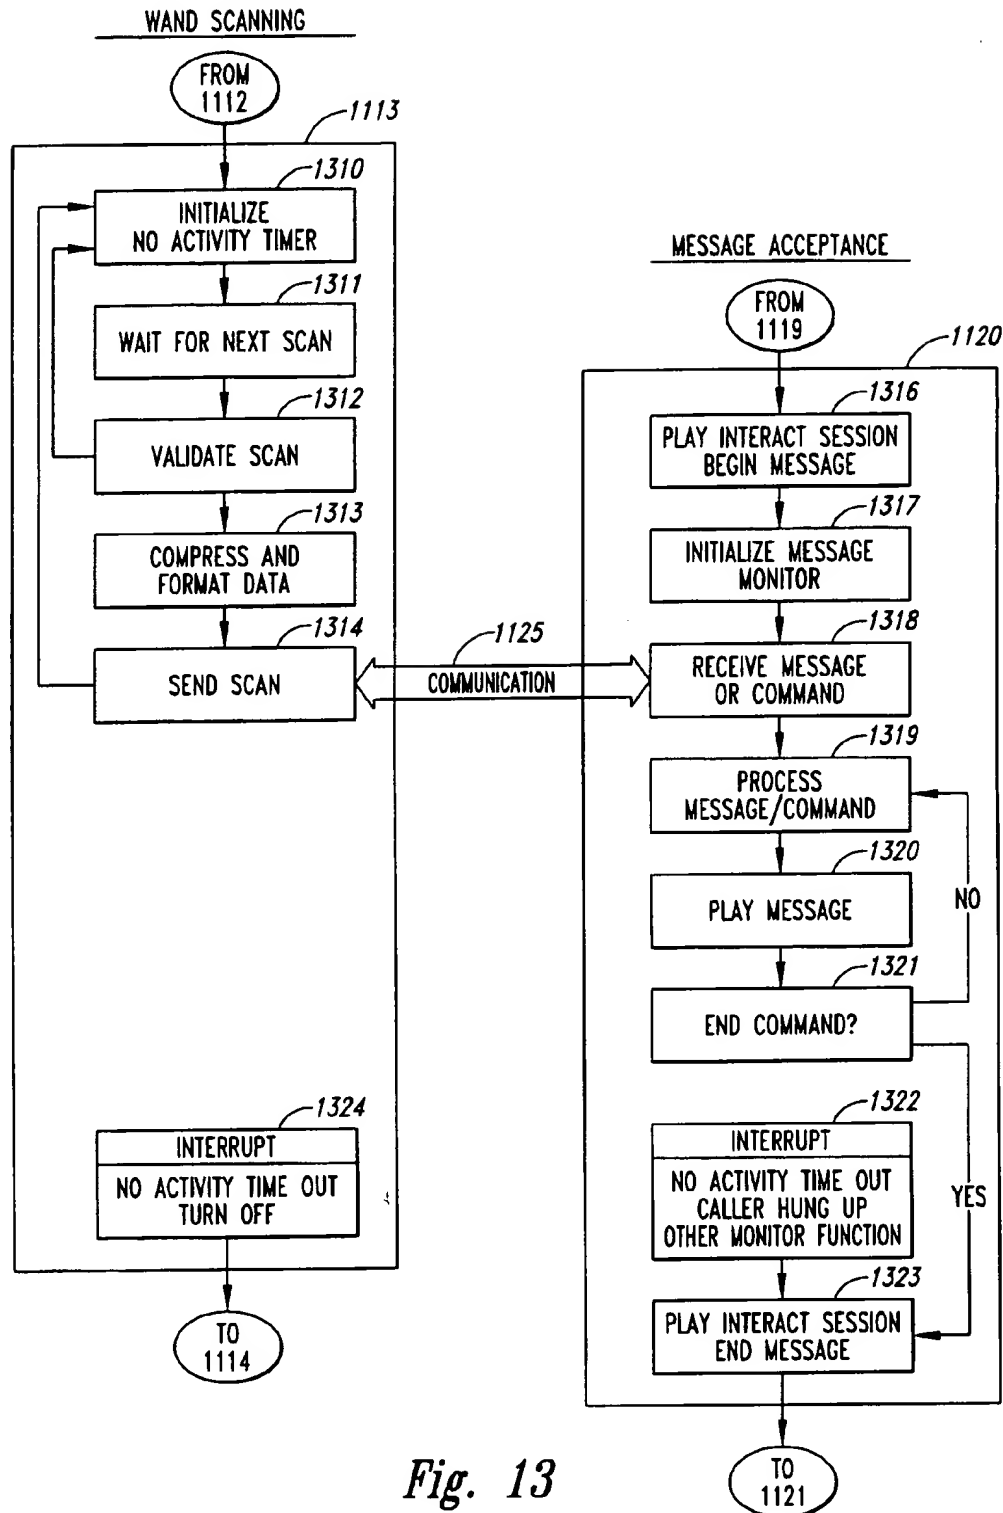 WAND SCANNING
FROM
1112
1113
1310
INITIALIZE
NO ACTIVITY TIMER
1311
WAIT FOR NEXT SCAN
1312
VALIDATE SCAN
1313
COMPRESS AND
FORMAT DATA
1314
SEND SCAN
1125
COMMUNICATION
1324
INTERRUPT
NO ACTIVITY TIME OUT
TURN OFF
TO
1114
MESSAGE ACCEPTANCE
FROM
1119
1120
1316
PLAY INTERACT SESSION
BEGIN MESSAGE
1317
INITIALIZE MESSAGE
MONITOR
1318
RECEIVE MESSAGE
OR COMMAND
1319
PROCESS
MESSAGE/COMMAND
1320
PLAY MESSAGE
NO
1321
END COMMAND?
YES
1322
INTERRUPT
NO ACTIVITY TIME OUT
CALLER HUNG UP
OTHER MONITOR FUNCTION
1323
PLAY INTERACT SESSION
END MESSAGE
TO
1121
Fig. 13